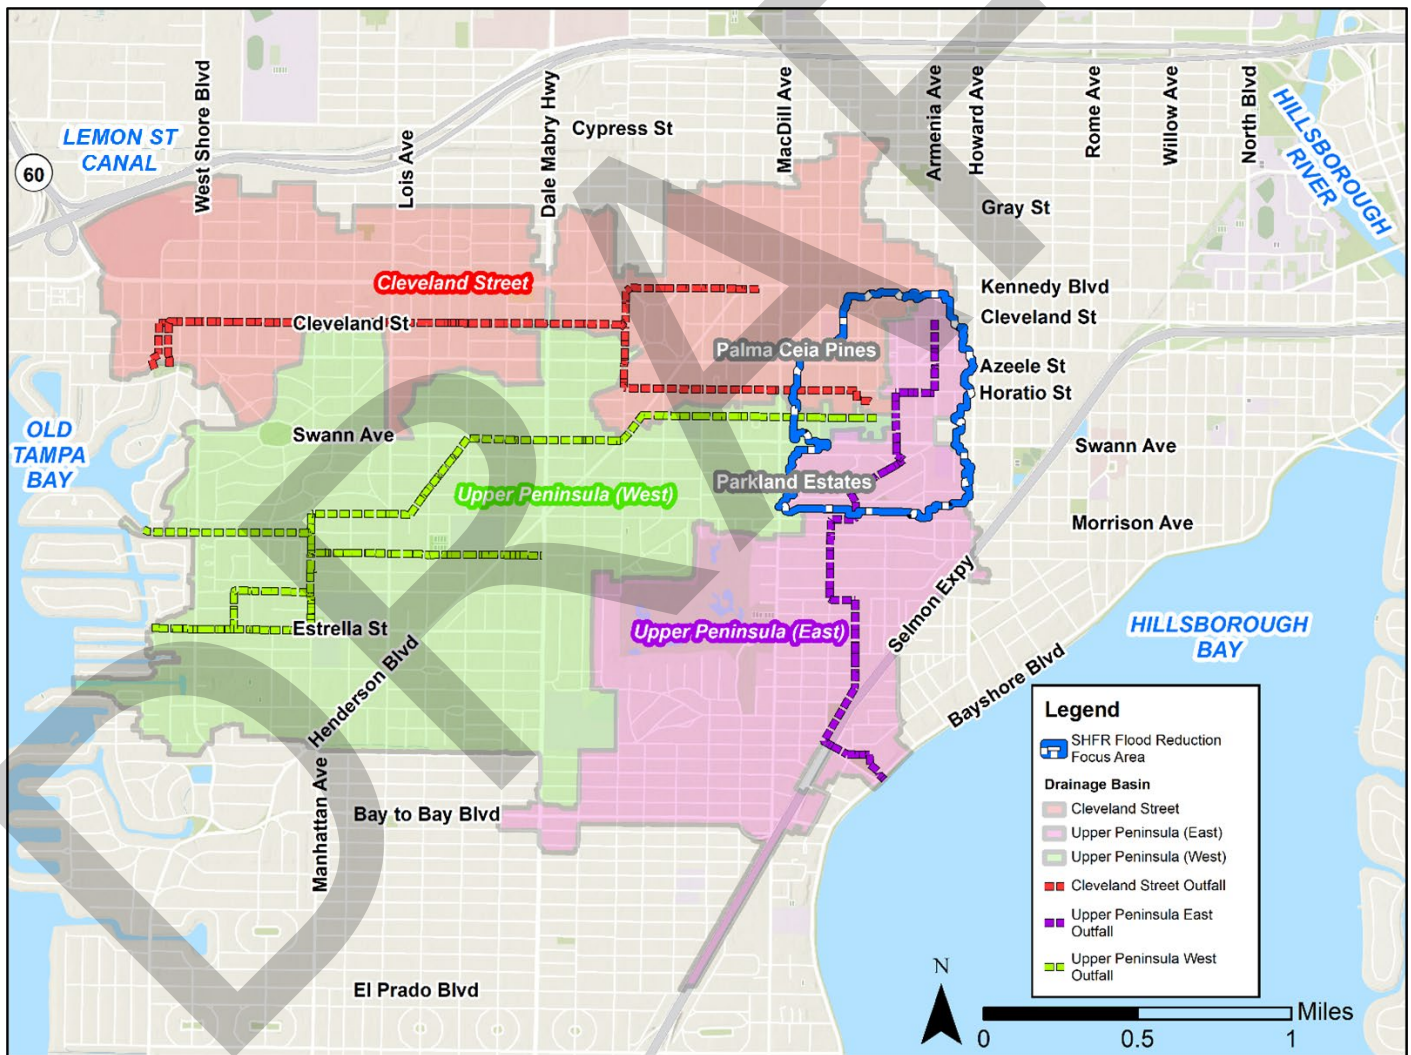 DRAFT
West Shore Blvd
Lois Ave
Dale Mabry Hwy
Cypress St
MacDill Ave
Armenia Ave
Howard Ave
Rome Ave
Willow Ave
North Blvd
HILLSBOROUGH
RIVER
LEMON ST
CANAL
60
Gray St
Cleveland Street
Kennedy Blvd
Cleveland St
Cleveland St
Palma Ceia Pines
Azeele St
Horatio St
OLD
TAMPA
BAY
Swann Ave
Swann Ave
Parkland Estates
Upper Peninsula (West)
Morrison Ave
Selmon Expy
Estrella St
Upper Peninsula (East)
HILLSBOROUGH
BAY
Henderson Blvd
Bayshore Blvd
Manhattan Ave
Bay to Bay Blvd
El Prado Blvd
Legend
SHFR Flood Reduction
Focus Area
Drainage Basin
Cleveland Street
Upper Peninsula (East)
Upper Peninsula (West)
Cleveland Street Outfall
Upper Peninsula East
Outfall
Upper Peninsula West
Outfall
N
Miles
0 0.5 1